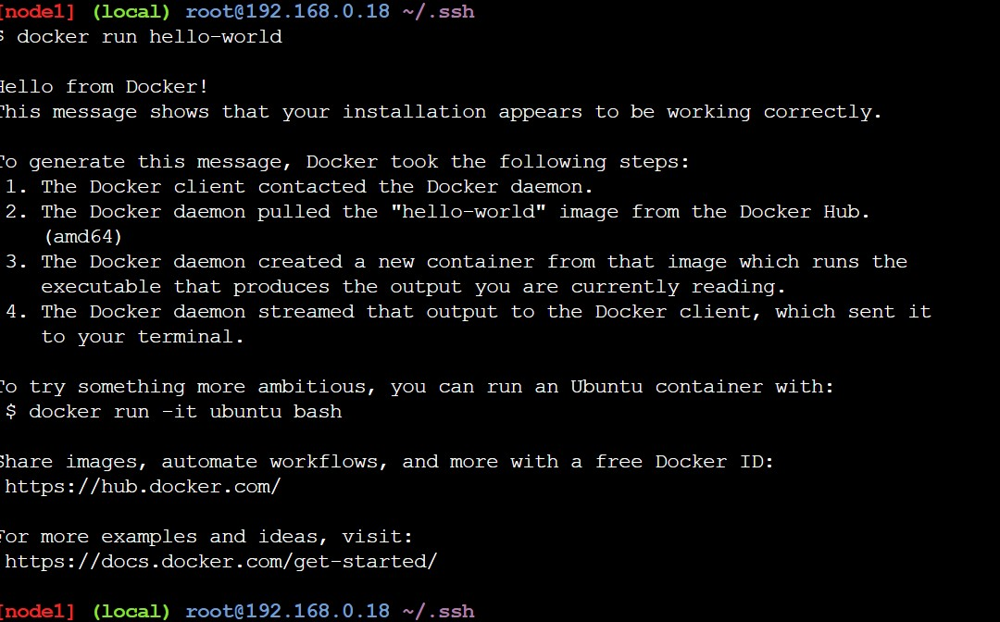 [node1] (local) root@192.168.0.18 ~/.ssh
$ docker run hello-world
Hello from Docker!
This message shows that your installation appears to be working correctly.
To generate this message, Docker took the following steps:
1. The Docker client contacted the Docker daemon.
2. The Docker daemon pulled the "hello-world" image from the Docker Hub.
(amd64)
3. The Docker daemon created a new container from that image which runs the
executable that produces the output you are currently reading.
4. The Docker daemon streamed that output to the Docker client, which sent it
to your terminal.
To try something more ambitious, you can run an Ubuntu container with:
$ docker run -it ubuntu bash
Share images, automate workflows, and more with a free Docker ID:
https://hub.docker.com/
For more examples and ideas, visit:
https://docs.docker.com/get-started/
[node1] (local) root@192.168.0.18 ~/.ssh